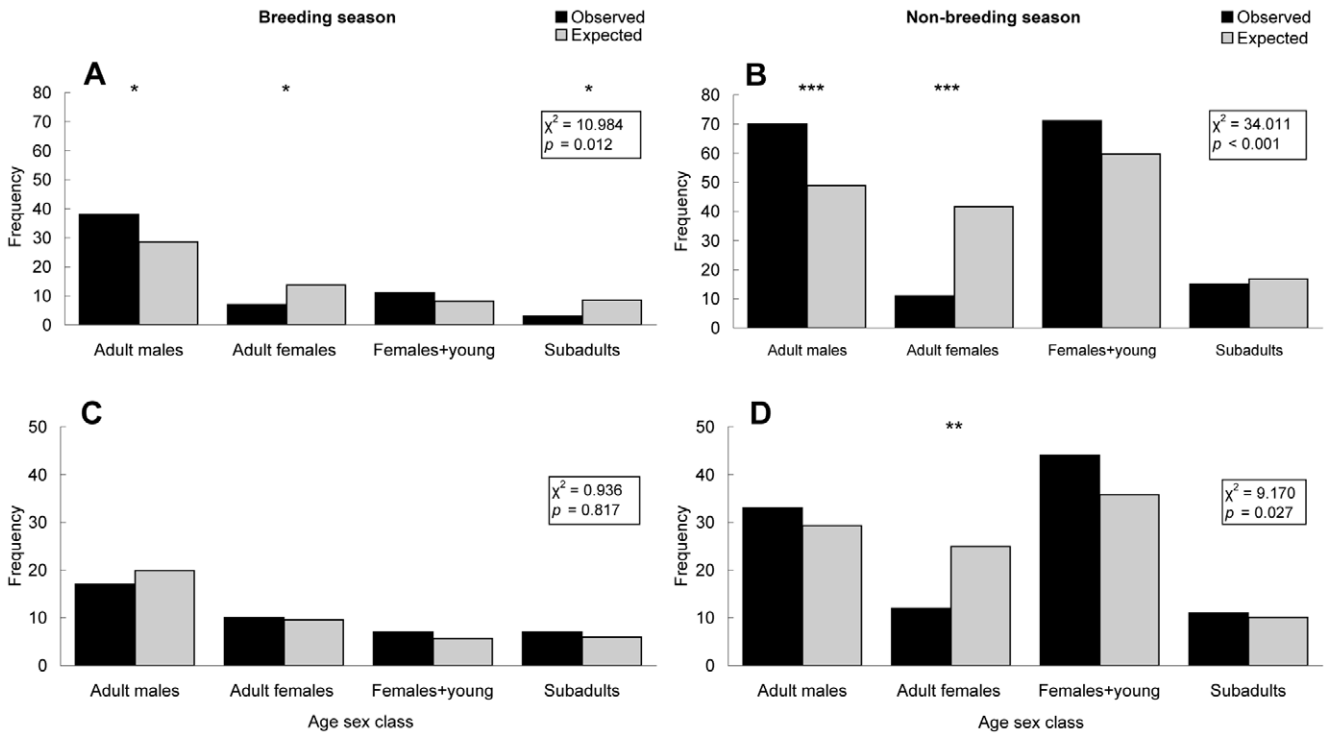 Breeding season
Observed
Expected
Non-breeding season
Observed
Expected
A
* * *
80
70
60
50
40
30
20
10
0
Frequency
χ² = 10.984
p = 0.012
Adult males Adult females Females+young Subadults
B
*** ***
80
70
60
50
40
30
20
10
0
Frequency
χ² = 34.011
p < 0.001
Adult males Adult females Females+young Subadults
C
50
40
30
20
10
0
Frequency
χ² = 0.936
p = 0.817
Adult males Adult females Females+young Subadults
Age sex class
D
**
50
40
30
20
10
0
Frequency
χ² = 9.170
p = 0.027
Adult males Adult females Females+young Subadults
Age sex class